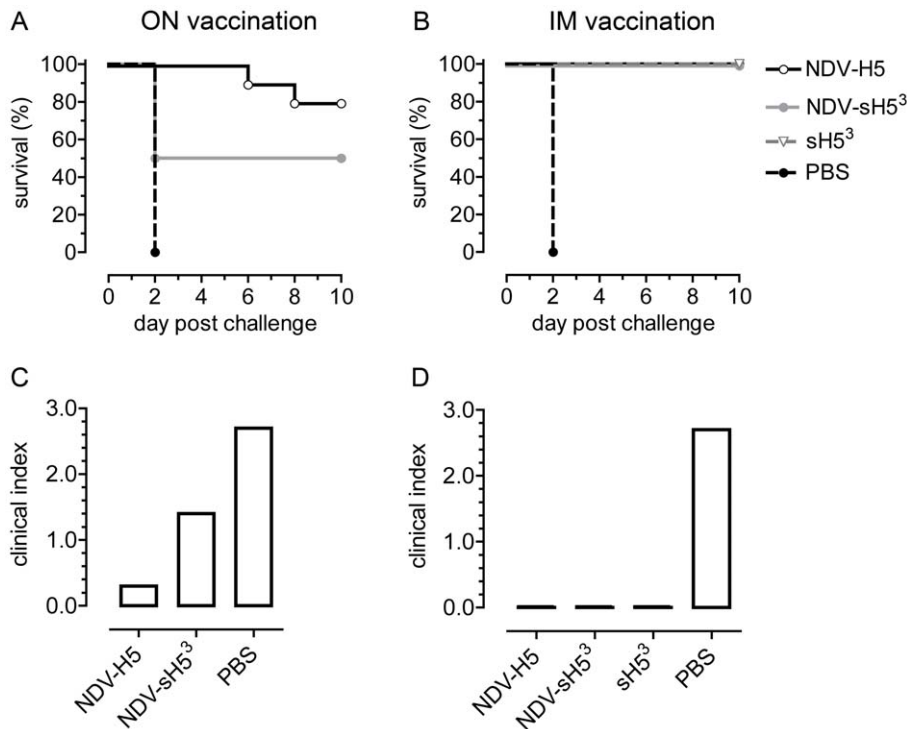 A
ON vaccination
survival (%)
100
80
60
40
20
0
0 2 4 6 8 10
day post challenge
B
IM vaccination
survival (%)
100
80
60
40
20
0
0 2 4 6 8 10
day post challenge
NDV-H5
NDV-sH5³
sH5³
PBS
C
clinical index
3.0
2.0
1.0
0.0
NDV-H5
NDV-sH5³
PBS
D
clinical index
3.0
2.0
1.0
0.0
NDV-H5
NDV-sH5³
sH5³
PBS